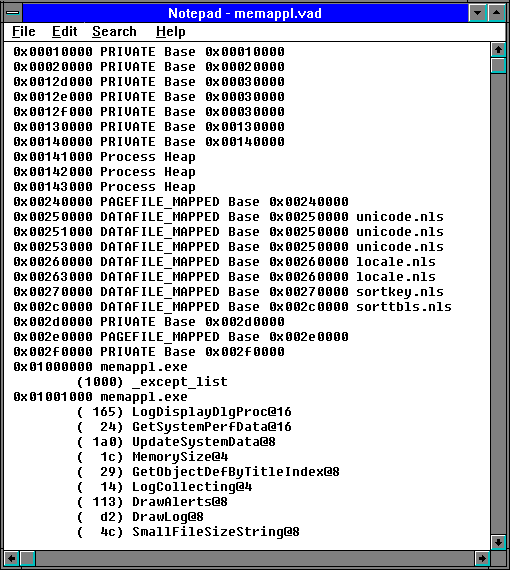 Notepad - memappl.vad
File Edit Search Help
0x00010000 PRIVATE Base 0x00010000
0x00020000 PRIVATE Base 0x00020000
0x0012d000 PRIVATE Base 0x00030000
0x0012e000 PRIVATE Base 0x00030000
0x0012f000 PRIVATE Base 0x00030000
0x00130000 PRIVATE Base 0x00130000
0x00140000 PRIVATE Base 0x00140000
0x00141000 Process Heap
0x00142000 Process Heap
0x00143000 Process Heap
0x00240000 PAGEFILE_MAPPED Base 0x00240000
0x00250000 DATAFILE_MAPPED Base 0x00250000 unicode.nls
0x00251000 DATAFILE_MAPPED Base 0x00250000 unicode.nls
0x00253000 DATAFILE_MAPPED Base 0x00250000 unicode.nls
0x00260000 DATAFILE_MAPPED Base 0x00260000 locale.nls
0x00263000 DATAFILE_MAPPED Base 0x00260000 locale.nls
0x00270000 DATAFILE_MAPPED Base 0x00270000 sortkey.nls
0x002c0000 DATAFILE_MAPPED Base 0x002c0000 sorttbls.nls
0x002d0000 PRIVATE Base 0x002d0000
0x002e0000 PAGEFILE_MAPPED Base 0x002e0000
0x002f0000 PRIVATE Base 0x002f0000
0x01000000 memappl.exe
(1000) _except_list
0x01001000 memappl.exe
( 165) LogDisplayDlgProc@16
( 24) GetSystemPerfData@16
( 1a0) UpdateSystemData@8
( 1c) MemorySize@4
( 29) GetObjectDefByTitleIndex@8
( 14) LogCollecting@4
( 113) DrawAlerts@8
( d2) DrawLog@8
( 4c) SmallFileSizeString@8